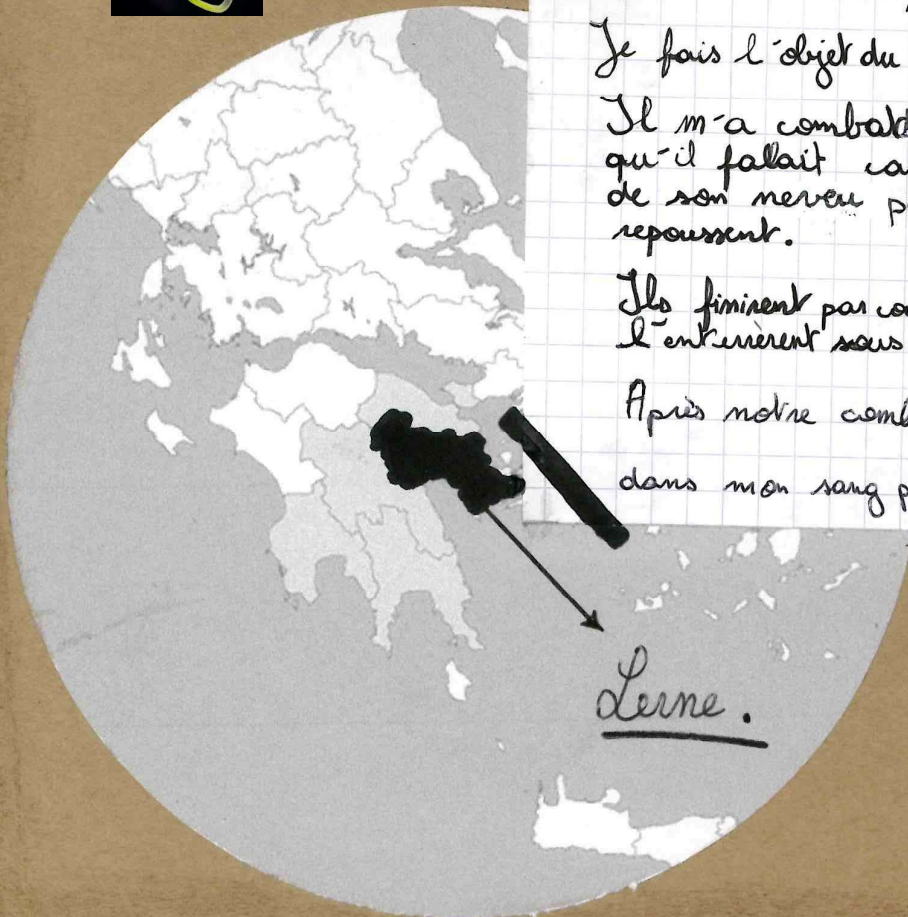 Je fais l'objet du
Il m'a combatt
qu'il fallait
de son neveu
repoussent.
Ils finirent par
l'enterrèrent sous
Après notre
dans mon sang
Lerne.